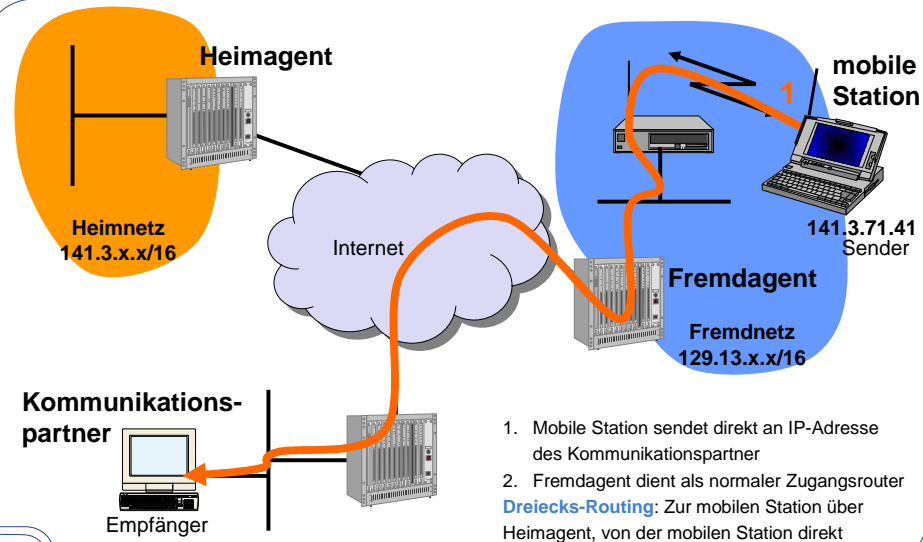 Heimagent
mobile
Station
1
Heimnetz
141.3.x.x/16
Internet
141.3.71.41
Sender
Fremdagent
Fremdnetz
129.13.x.x/16
Kommunikations-
partner
Empfänger
1. Mobile Station sendet direkt an IP-Adresse
des Kommunikationspartner
2. Fremdagent dient als normaler Zugangsrouter
Dreiecks-Routing: Zur mobilen Station über
Heimagent, von der mobilen Station direkt